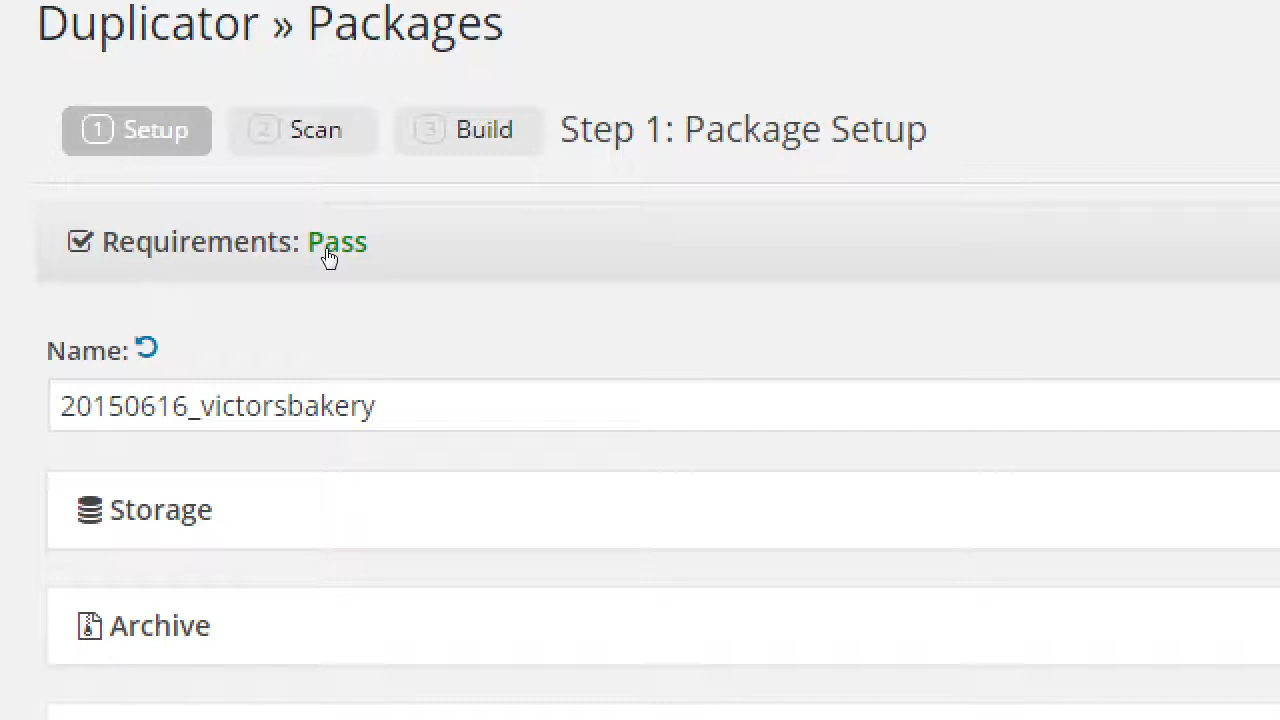 Duplicator » Packages
1 Setup 2 Scan 3 Build Step 1: Package Setup
Requirements: Pass
Name:
20150616_victorsbakery
Storage
Archive